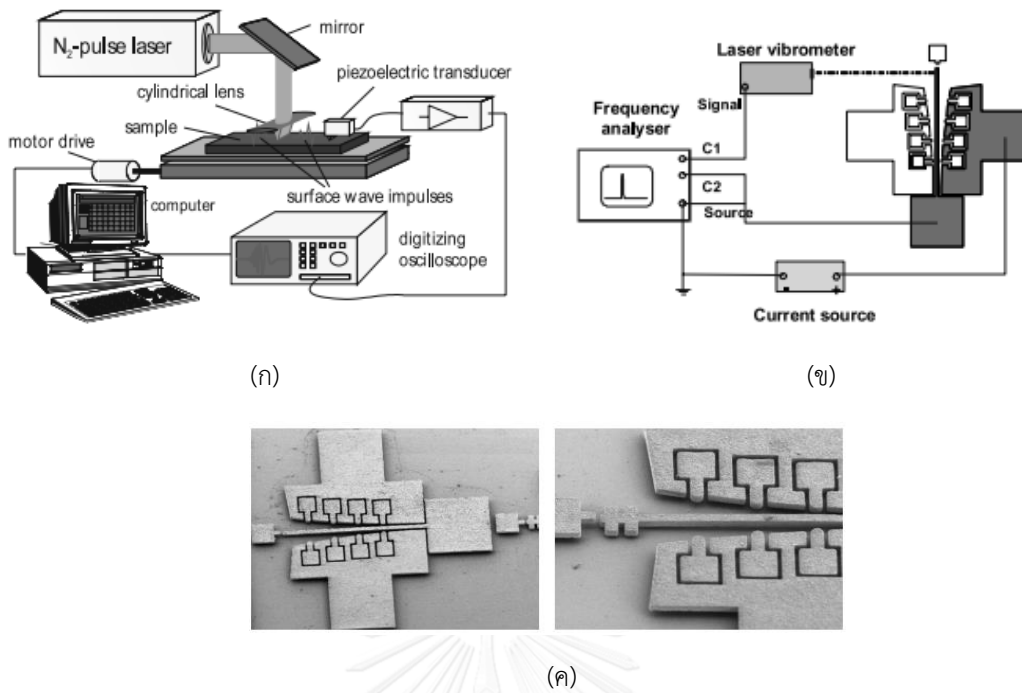 N2-pulse laser
mirror
piezoelectric transducer
cylindrical lens
sample
motor drive
surface wave impulses
computer
digitizing
oscilloscope
(ก)
Laser vibrometer
Signal
Frequency
analyser
C1
C2
Source
- +
Current source
(ข)
(ค)